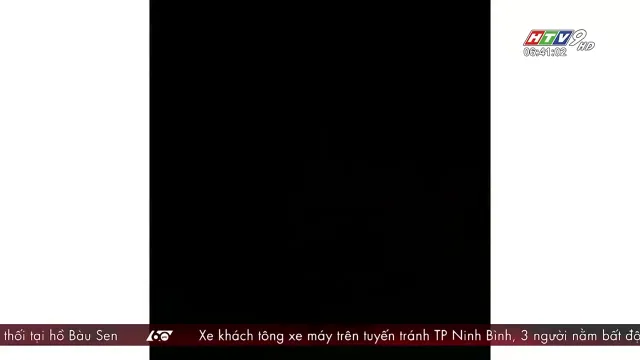 HTV9 HD
06:41:02
thối tại hồ Bàu Sen 60 Xe khách tông xe máy trên tuyến tránh TP Ninh Bình, 3 người nằm bất độ